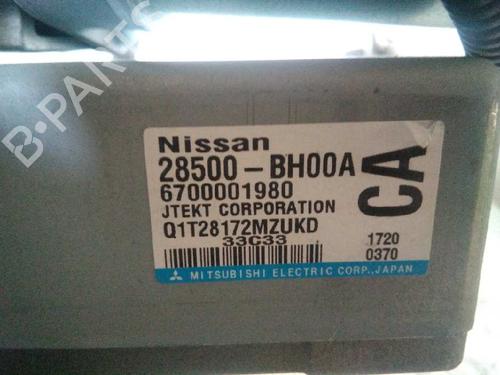 B-PARTS
Nissan
28500-BH00A
6700001980
JTEKT CORPORATION
Q1T28172MZUKD
33C33
CA
1720
0370
MITSUBISHI ELECTRIC CORP., JAPAN